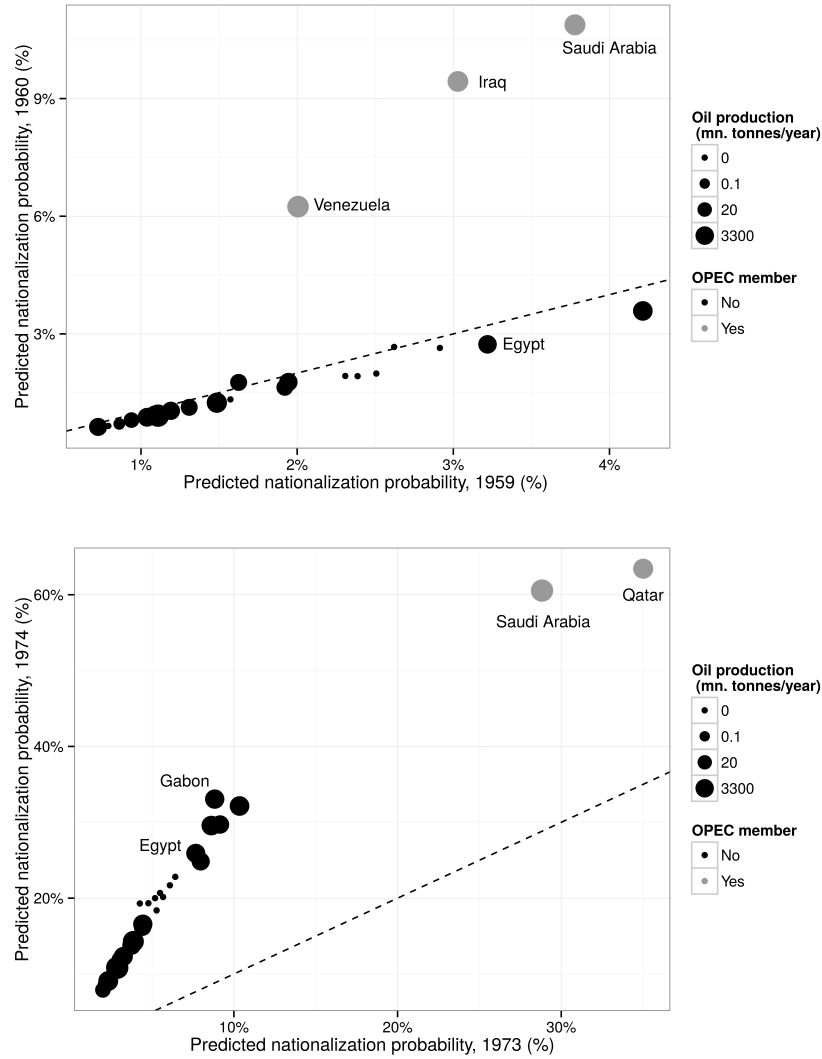 Predicted nationalization probability, 1960 (%)
9%
6%
3%
Saudi Arabia
Iraq
Venezuela
Egypt
1%
2%
3%
4%
Predicted nationalization probability, 1959 (%)
Oil production
(mn. tonnes/year)
0
0.1
20
3300
OPEC member
No
Yes
Predicted nationalization probability, 1974 (%)
60%
40%
20%
Qatar
Saudi Arabia
Gabon
Egypt
10%
20%
30%
Predicted nationalization probability, 1973 (%)
Oil production
(mn. tonnes/year)
0
0.1
20
3300
OPEC member
No
Yes